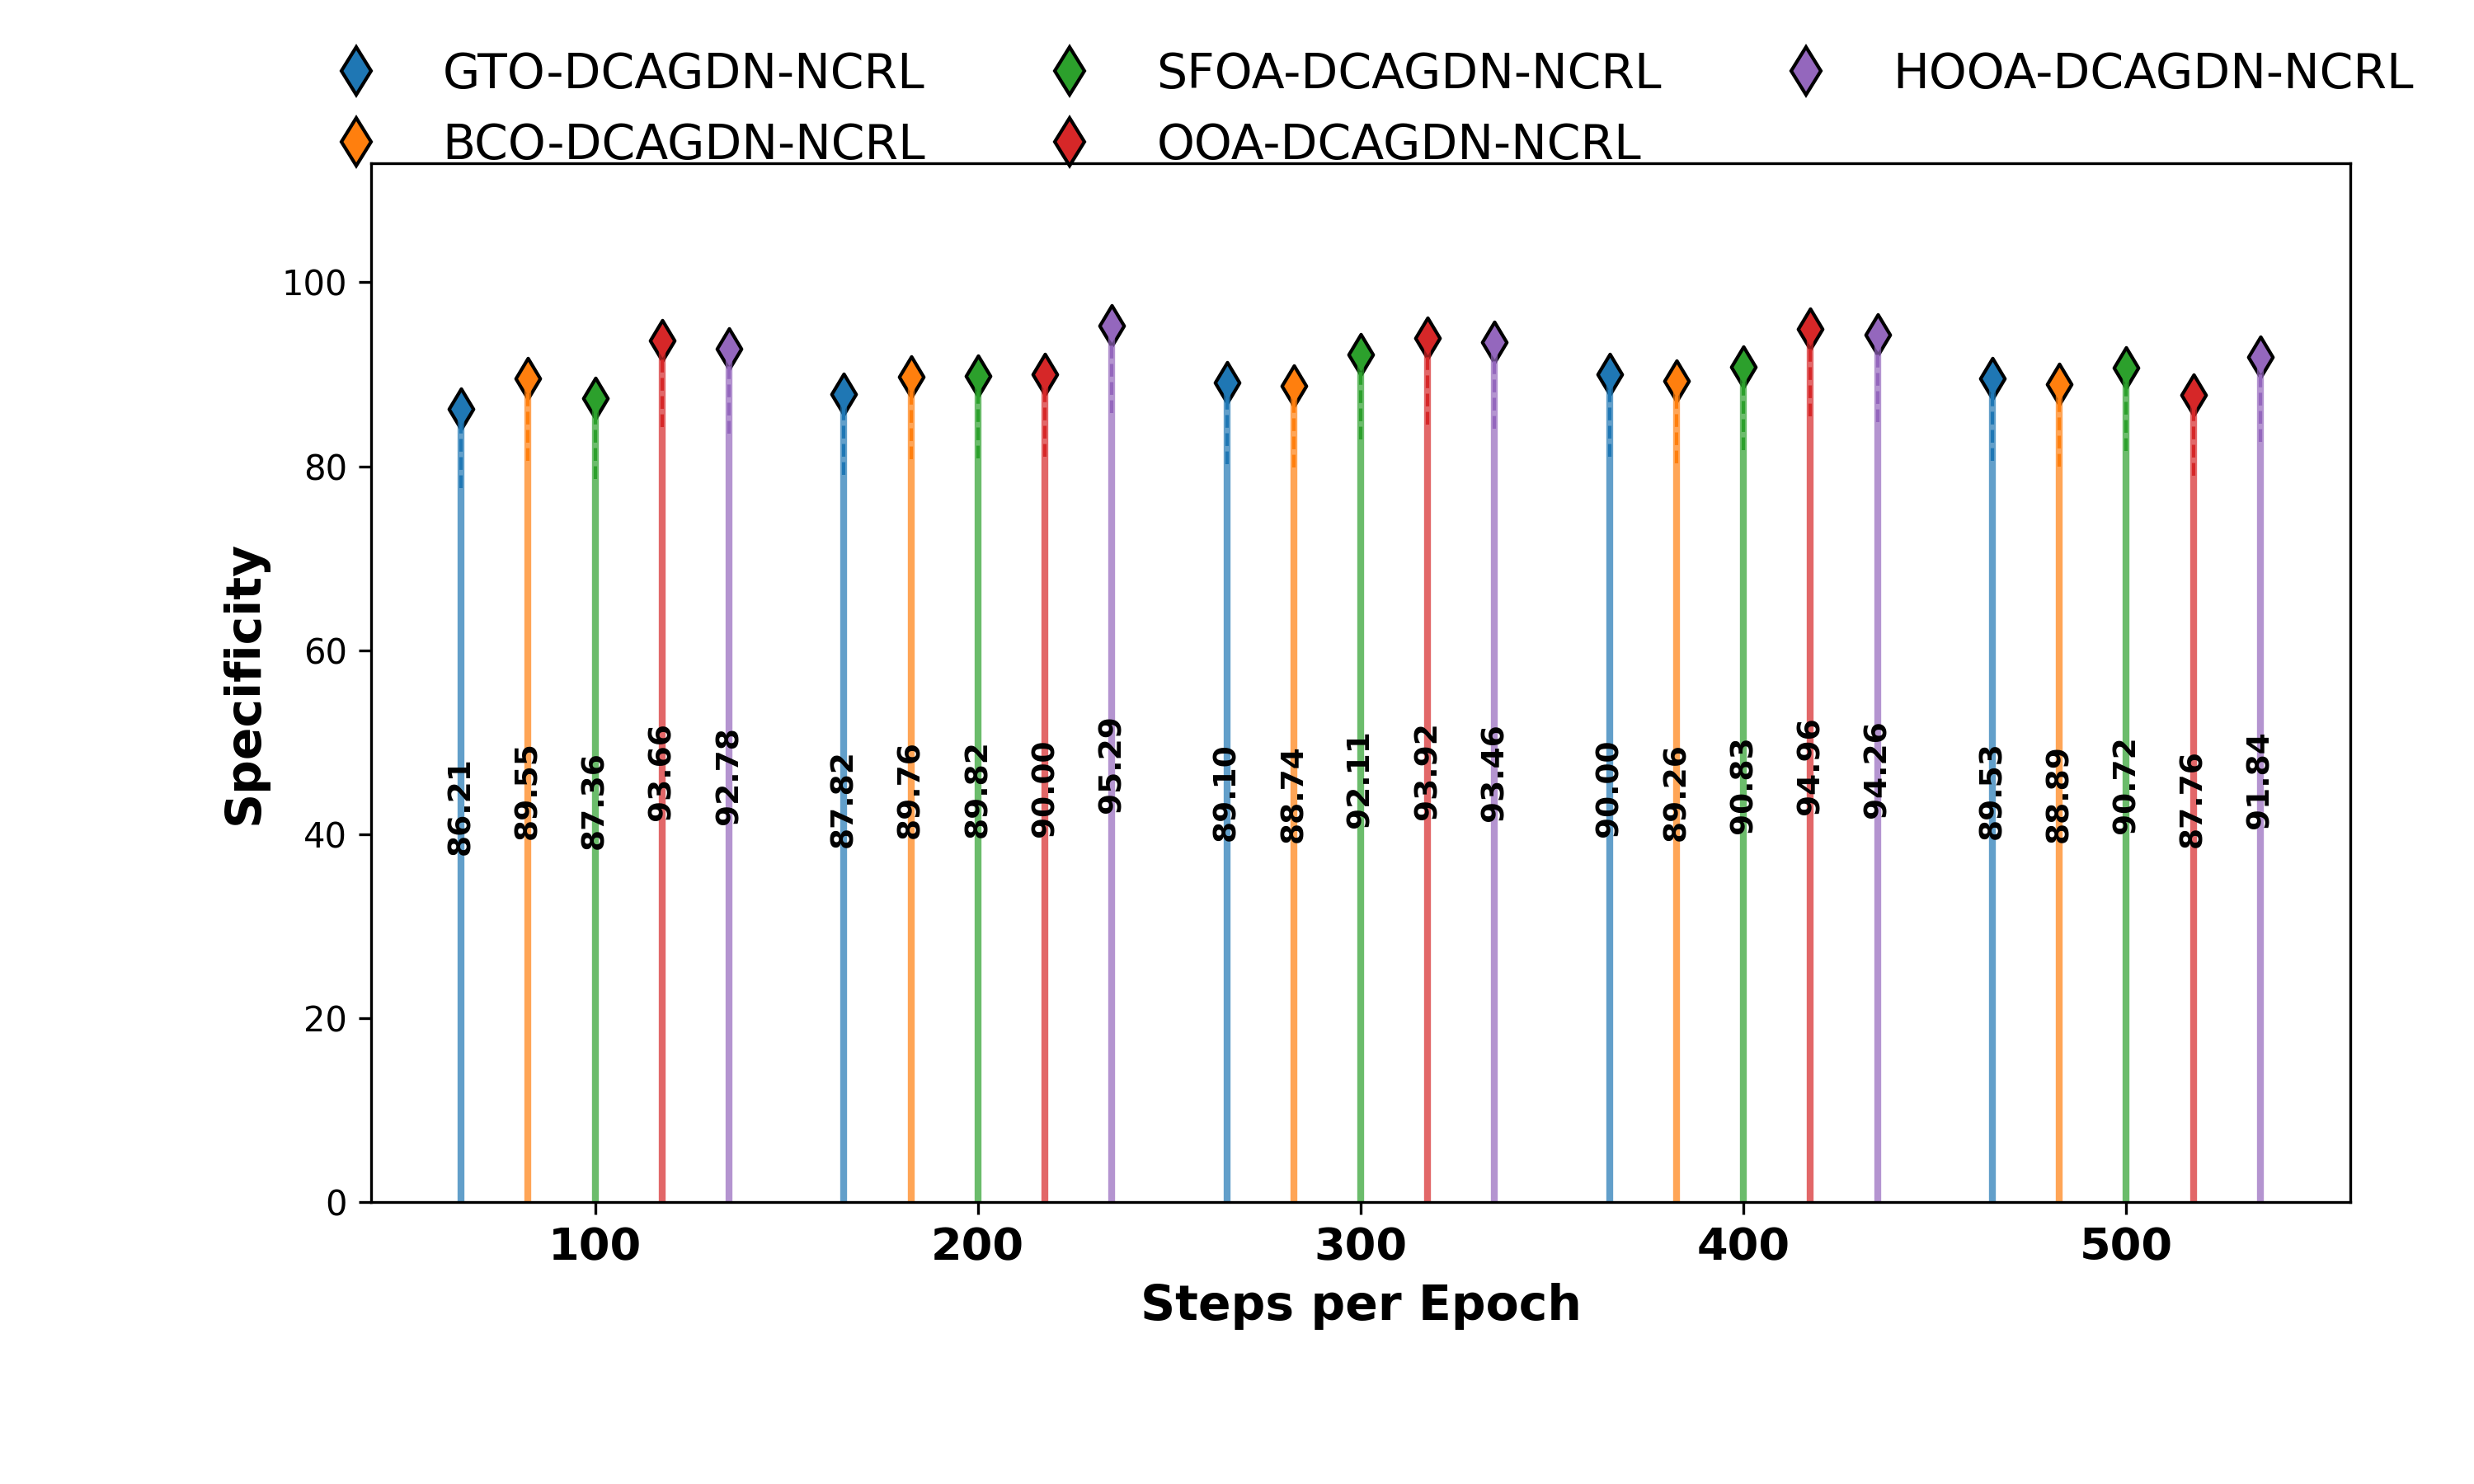 GTO-DCAGDN-NCRL SFOA-DCAGDN-NCRL HOOA-DCAGDN-NCRL
BCO-DCAGDN-NCRL OOA-DCAGDN-NCRL
Specificity
100
80
60
40
20
0
86.21 89.55 87.36 93.66 92.78 87.82 89.76 89.82 90.00 95.29 89.10 88.74 92.11 93.92 93.46 90.00 89.26 90.83 94.96 94.26 89.53 88.89 90.72 87.76 91.84
100 200 300 400 500
Steps per Epoch